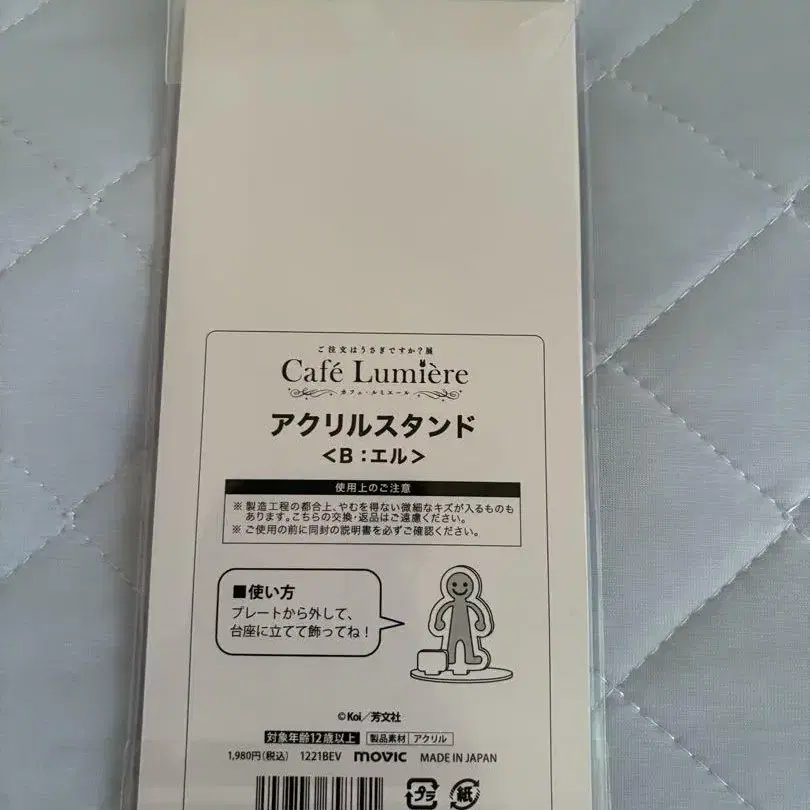 ご注文はうさぎですか?展
Café Lumière
カフェ・ルミエール
アクリルスタンド
<B:エル>
使用上のご注意
※ 製造工程の都合上、やむを得ない微細なキズが入るものも
あります。こちらの交換・返品はご遠慮ください。
※ ご使用の前に同封の説明書を必ずご確認ください。
■使い方
プレートから外して、
台座に立てて飾ってね!
©Koi/芳文社
対象年齢12歳以上 製品素材 アクリル
1,980円(税込) 1221BEV movic MADE IN JAPAN
プラ 紙